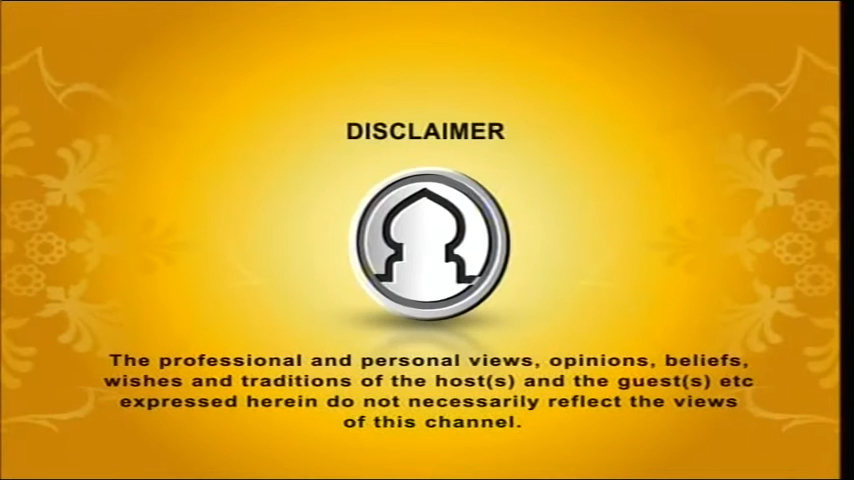 DISCLAIMER
The professional and personal views, opinions, beliefs,
wishes and traditions of the host(s) and the guest(s) etc
expressed herein do not necessarily reflect the views
of this channel.